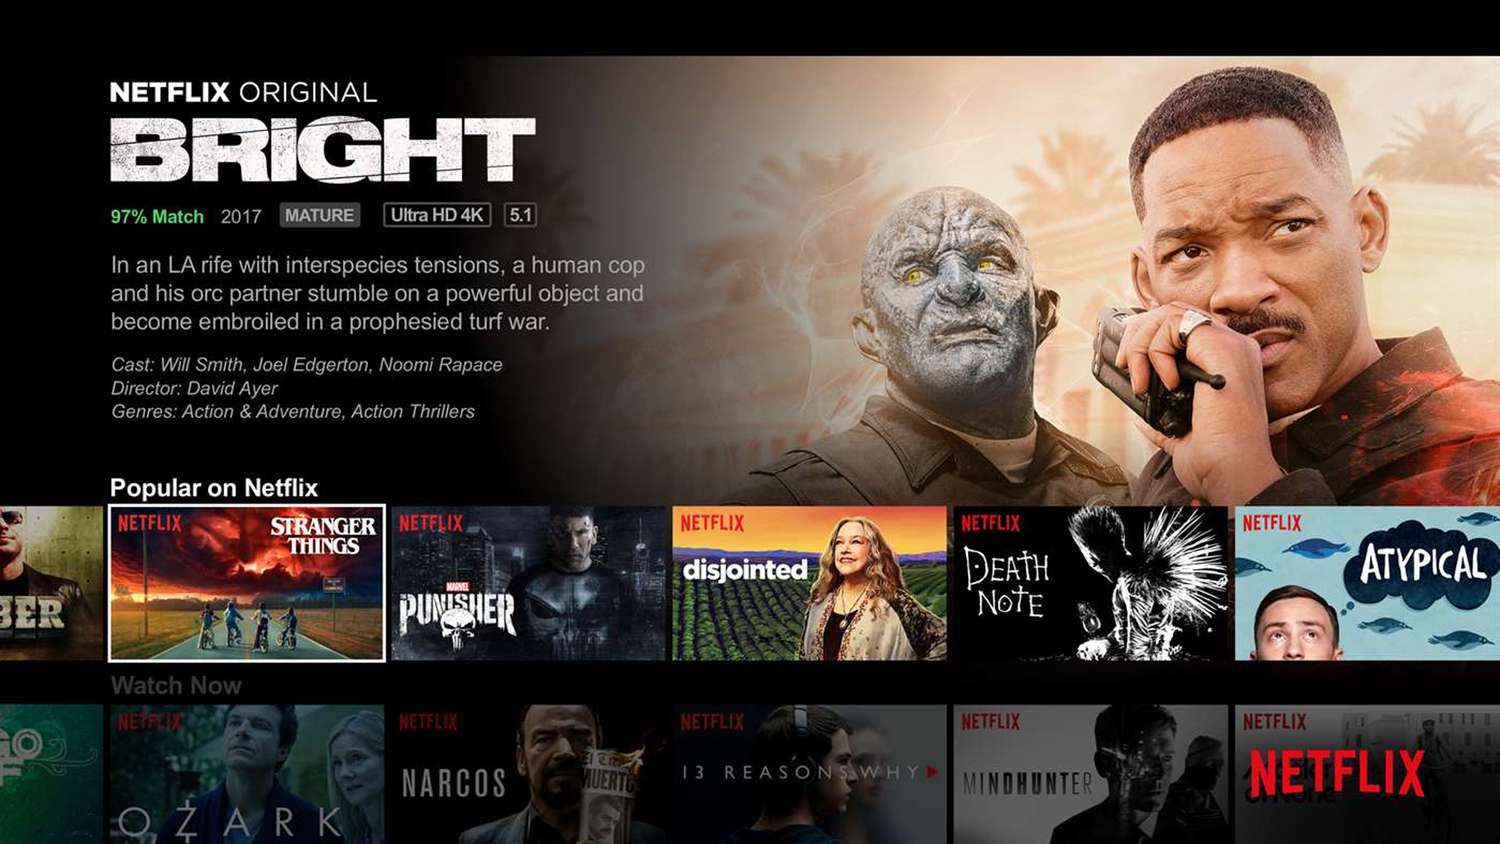 NETFLIX ORIGINAL
BRIGHT
97% Match 2017 MATURE Ultra HD 4K 5.1
In an LA rife with interspecies tensions, a human cop
and his orc partner stumble on a powerful object and
become embroiled in a prophesied turf war.
Cast: Will Smith, Joel Edgerton, Noomi Rapace
Director: David Ayer
Genres: Action & Adventure, Action Thrillers
Popular on Netflix
BER
NETFLIX
STRANGER
THINGS
NETFLIX
MARVEL
THE
PUNISHER
NETFLIX
disjointed
NETFLIX
DEATH
NOTE
NETFLIX
ATYPICAL
Watch Now
GO
F
NETFLIX
OZARK
NETFLIX
NARCOS
MUERTO
NETFLIX
13 REASONS WHY
NETFLIX
MINDHUNTER
NETFLIX
NETFLIX